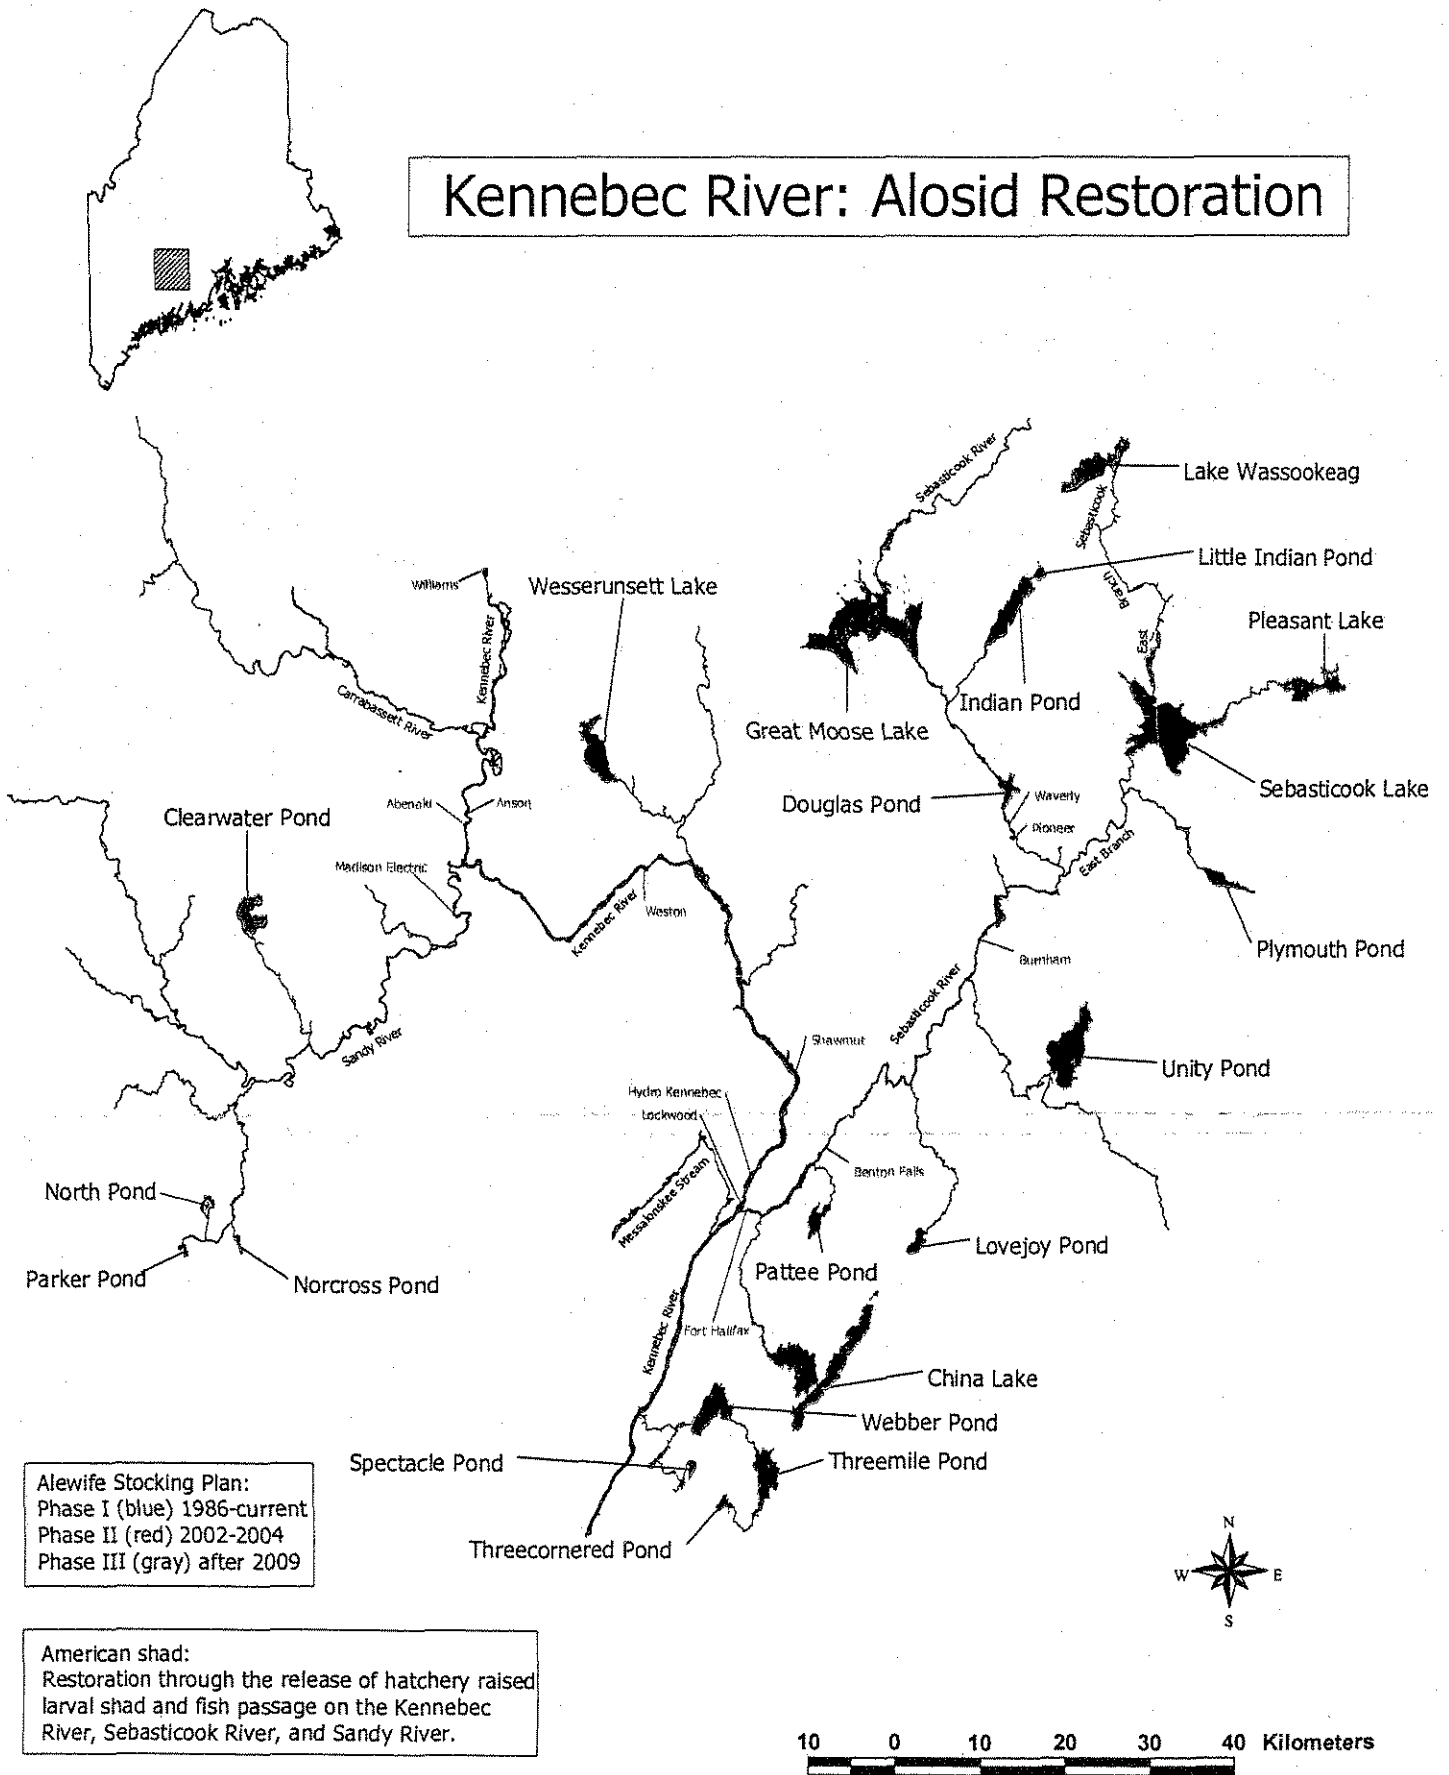 Kennebec River: Alosid Restoration
Sebasticook River
Lake Wassookeag
Sebasticook
Little Indian Pond
Williams
Wesserunsett Lake
Branch
Pleasant Lake
Kennebec River
East
Carrabassett River
Indian Pond
Great Moose Lake
Sebasticook Lake
Abenaki
Anson
Douglas Pond
Waverly
Clearwater Pond
Pioneer
East Branch
Madison Electric
Weston
Kennebec River
Plymouth Pond
Burnham
Sebasticook River
Sandy River
Shawmut
Unity Pond
Hydro Kennebec
Lockwood
Benton Falls
Messalonskee Stream
North Pond
Lovejoy Pond
Pattee Pond
Parker Pond
Norcross Pond
Kennebec River
Fort Halifax
China Lake
Webber Pond
Spectacle Pond
Threemile Pond
Threecornered Pond
Alewife Stocking Plan:
Phase I (blue) 1986-current
Phase II (red) 2002-2004
Phase III (gray) after 2009
N
W
E
S
American shad:
Restoration through the release of hatchery raised
larval shad and fish passage on the Kennebec
River, Sebasticook River, and Sandy River.
10 0 10 20 30 40 Kilometers